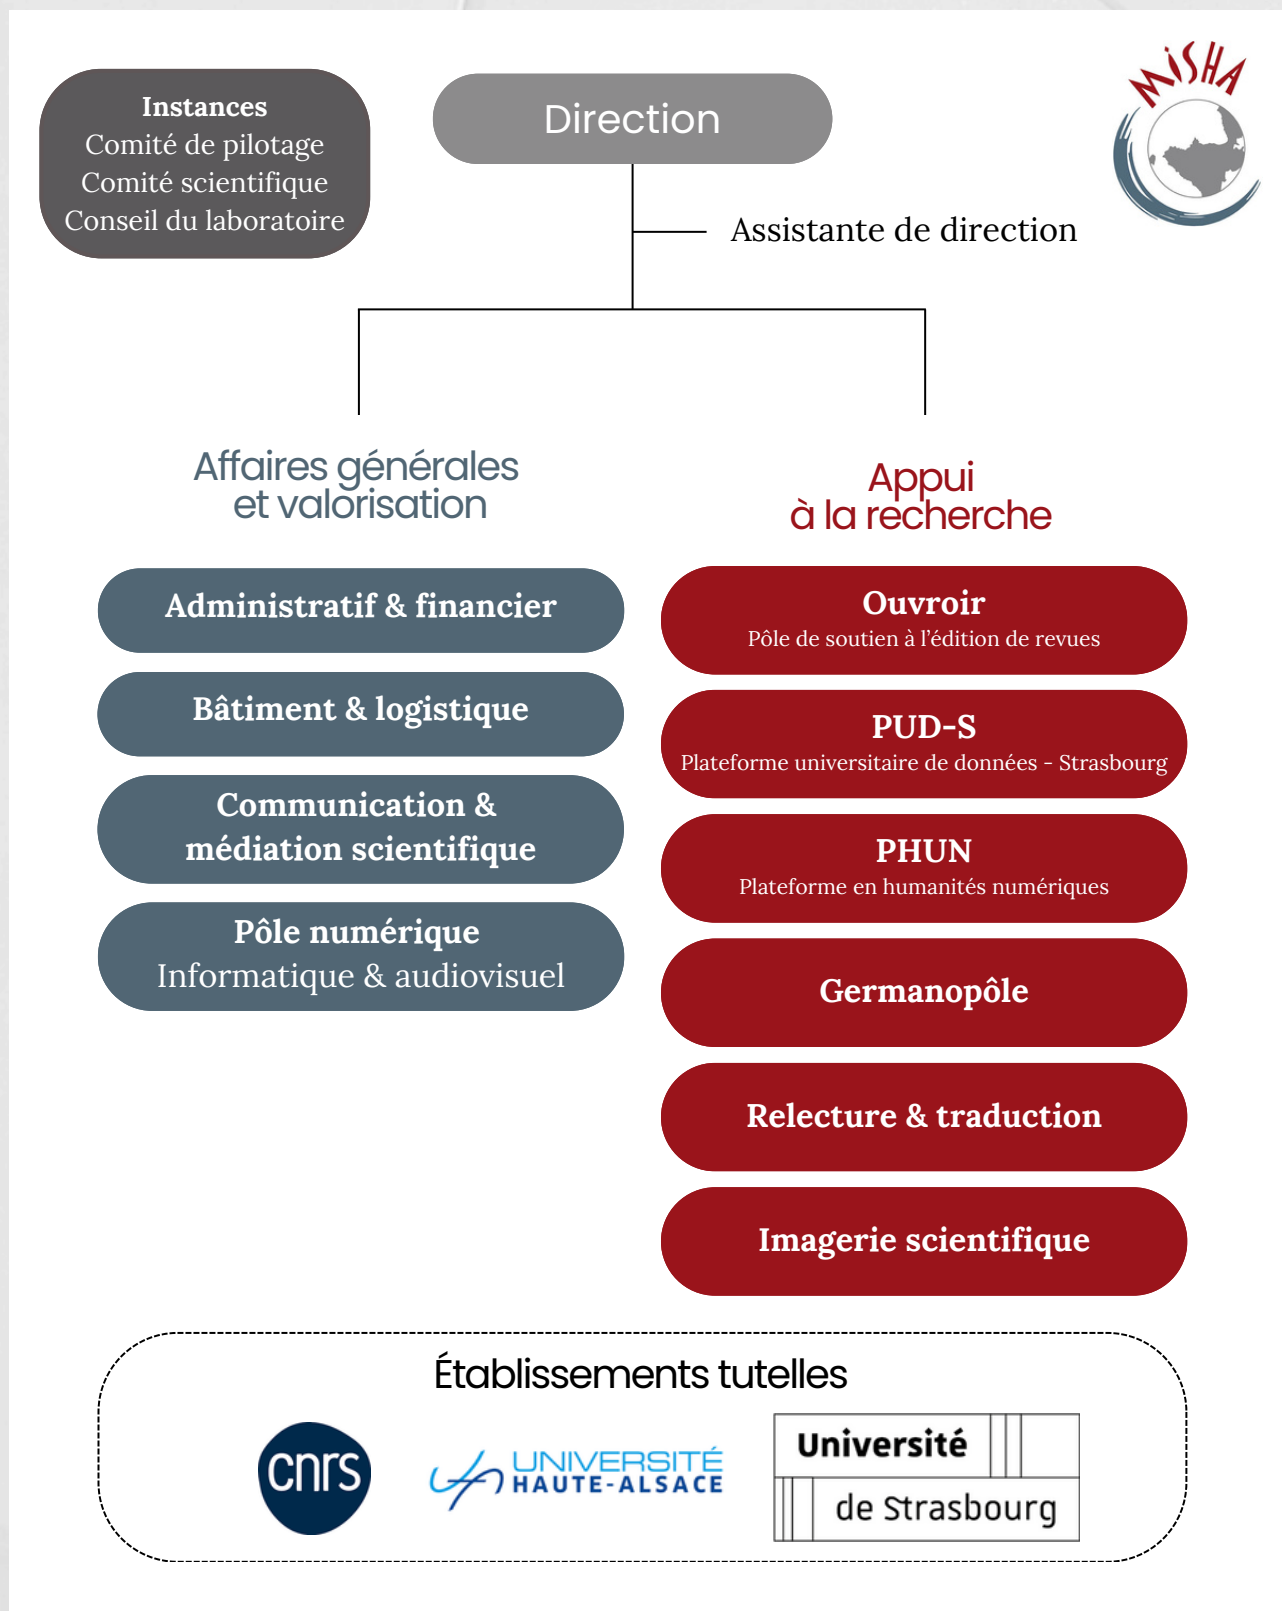 Instances
Comité de pilotage
Comité scientifique
Conseil du laboratoire
Direction
MiSHA
Assistante de direction
Affaires générales
et valorisation
Administratif & financier
Bâtiment & logistique
Communication &
médiation scientifique
Pôle numérique
Informatique & audiovisuel
Appui
à la recherche
Ouvroir
Pôle de soutien à l’édition de revues
PUD-S
Plateforme universitaire de données - Strasbourg
PHUN
Plateforme en humanités numériques
Germanopôle
Relecture & traduction
Imagerie scientifique
Établissements tutelles
cnrs
UNIVERSITÉ
HAUTE-ALSACE
Université
de Strasbourg